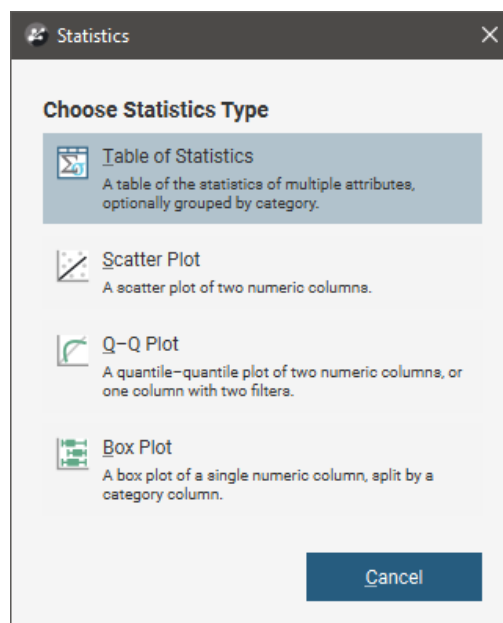 Statistics
Choose Statistics Type
Table of Statistics
A table of the statistics of multiple attributes,
optionally grouped by category.
Scatter Plot
A scatter plot of two numeric columns.
Q–Q Plot
A quantile–quantile plot of two numeric columns, or
one column with two filters.
Box Plot
A box plot of a single numeric column, split by a
category column.
Cancel